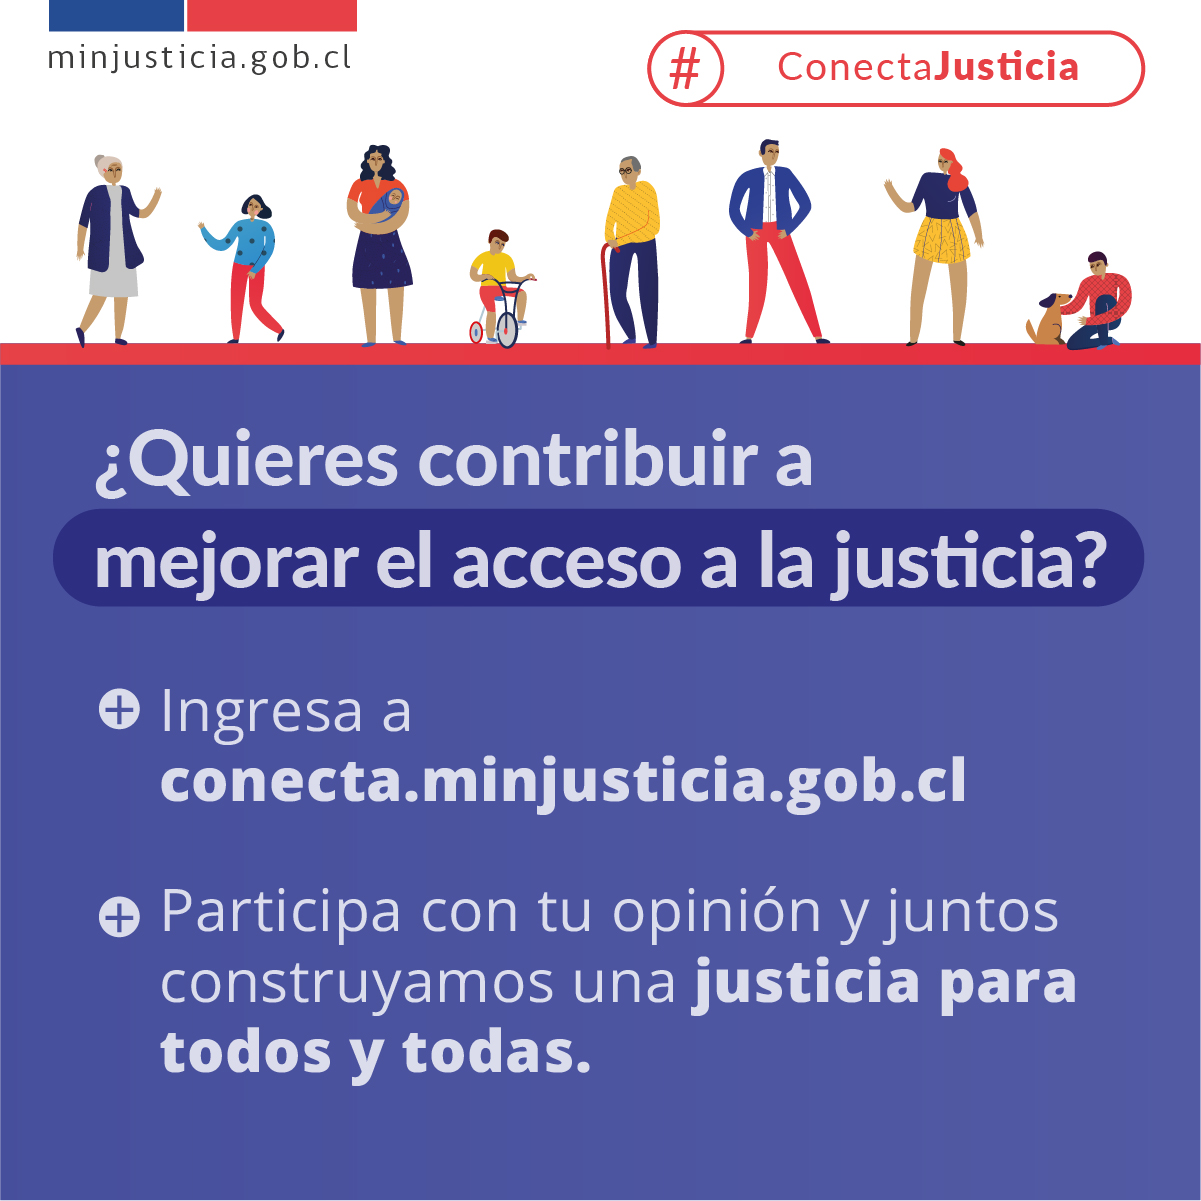 minjusticia.gob.cl
# ConectaJusticia
¿Quieres contribuir a
mejorar el acceso a la justicia?
Ingresa a
conecta.minjusticia.gob.cl
Participa con tu opinión y juntos
construyamos una justicia para
todos y todas.